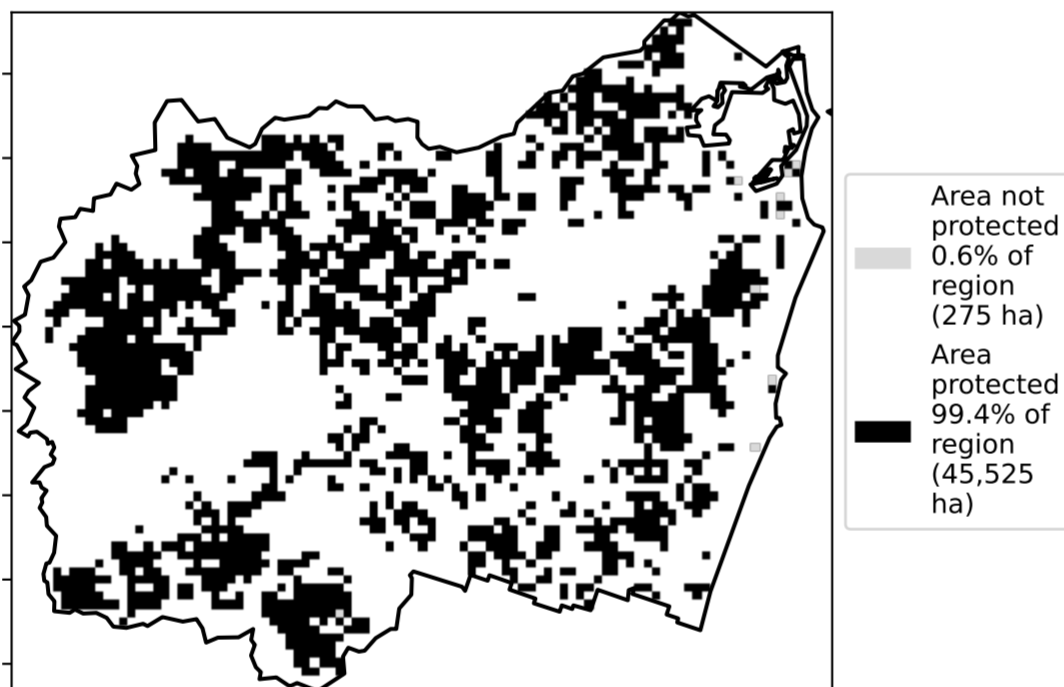 Area not
protected
0.6% of
region
(275 ha)
Area
protected
99.4% of
region
(45,525
ha)